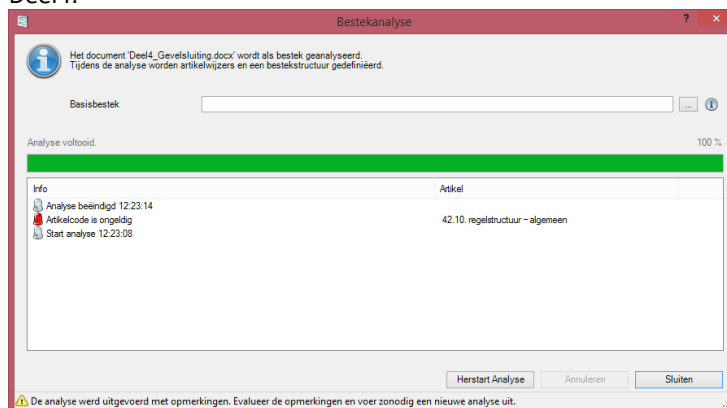 Bestekanalyse
?
×
Het document 'Deel4_Gevelsluiting.docx' wordt als bestek geanalyseerd.
Tijdens de analyse worden artikelwijzers en een bestekstructuur gedefiniëerd.
Basisbestek
...
Analyse voltooid.
100 %
Info
Artikel
Analyse beëindigd 12:23:14
Artikelcode is ongeldig
42.10. regelstructuur – algemeen
Start analyse 12:23:08
Herstart Analyse
Annuleren
Sluiten
De analyse werd uitgevoerd met opmerkingen. Evalueer de opmerkingen en voer zonodig een nieuwe analyse uit.